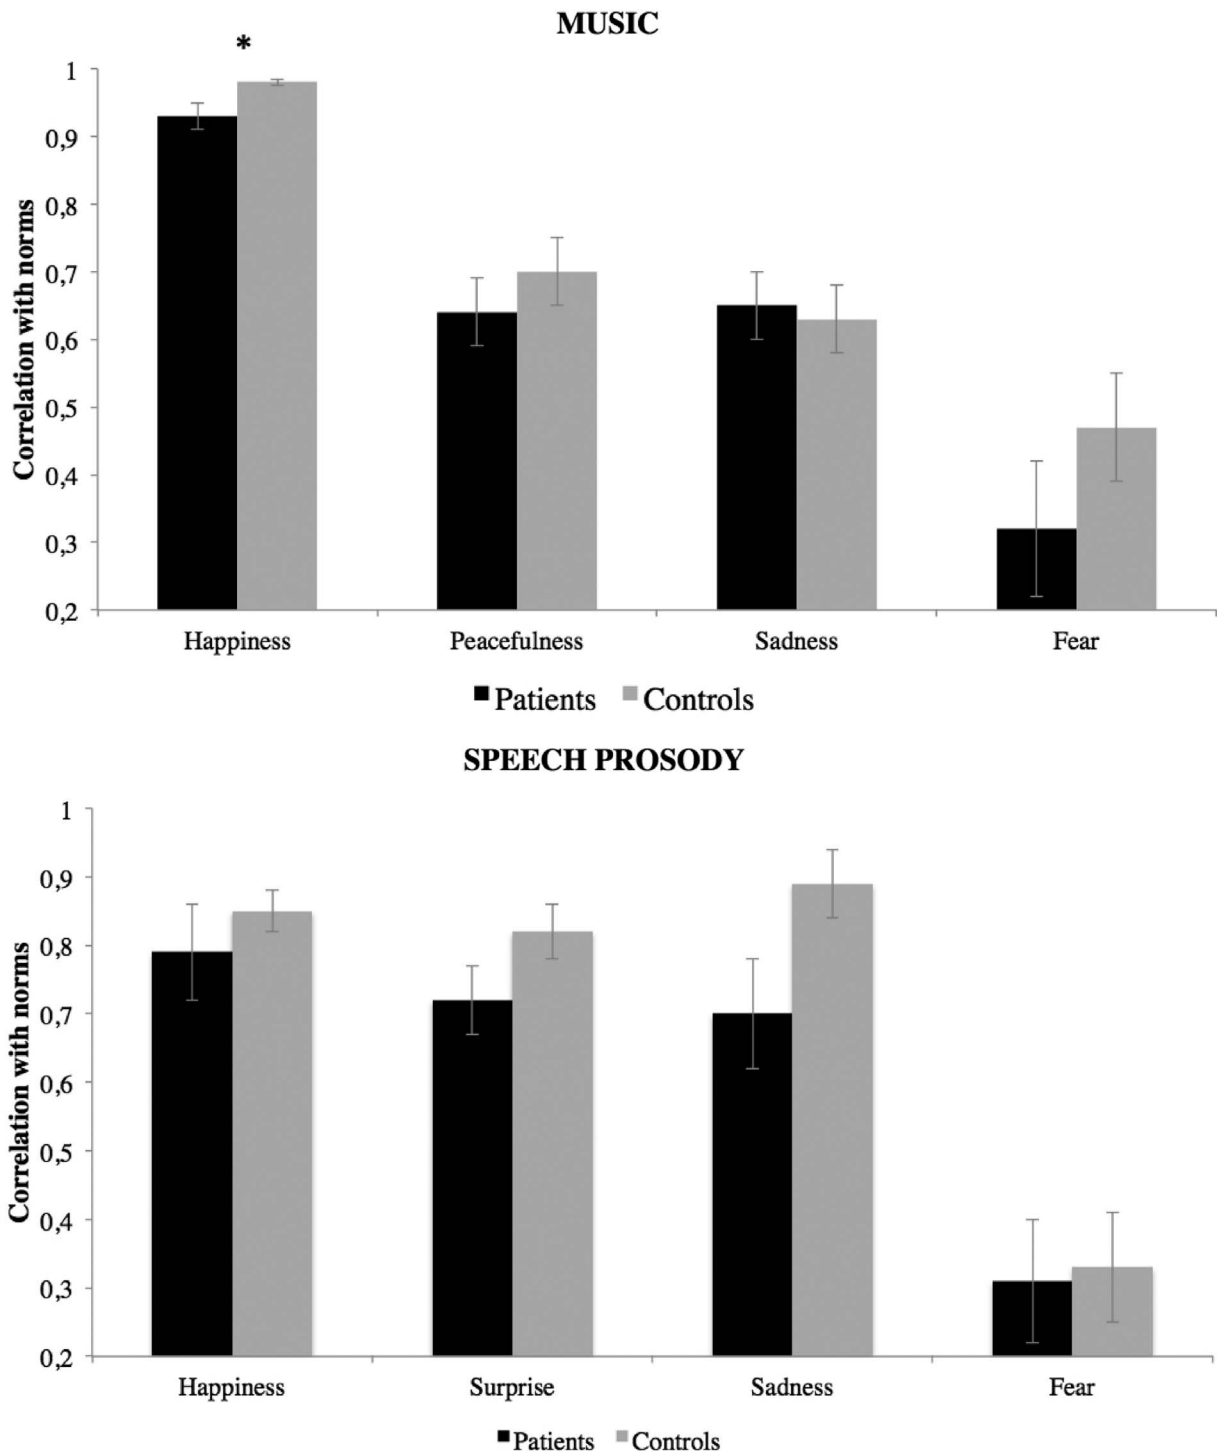 MUSIC
*
Correlation with norms
1
0,9
0,8
0,7
0,6
0,5
0,4
0,3
0,2
Happiness Peacefulness Sadness Fear
Patients Controls
SPEECH PROSODY
Correlation with norms
1
0,9
0,8
0,7
0,6
0,5
0,4
0,3
0,2
Happiness Surprise Sadness Fear
Patients Controls